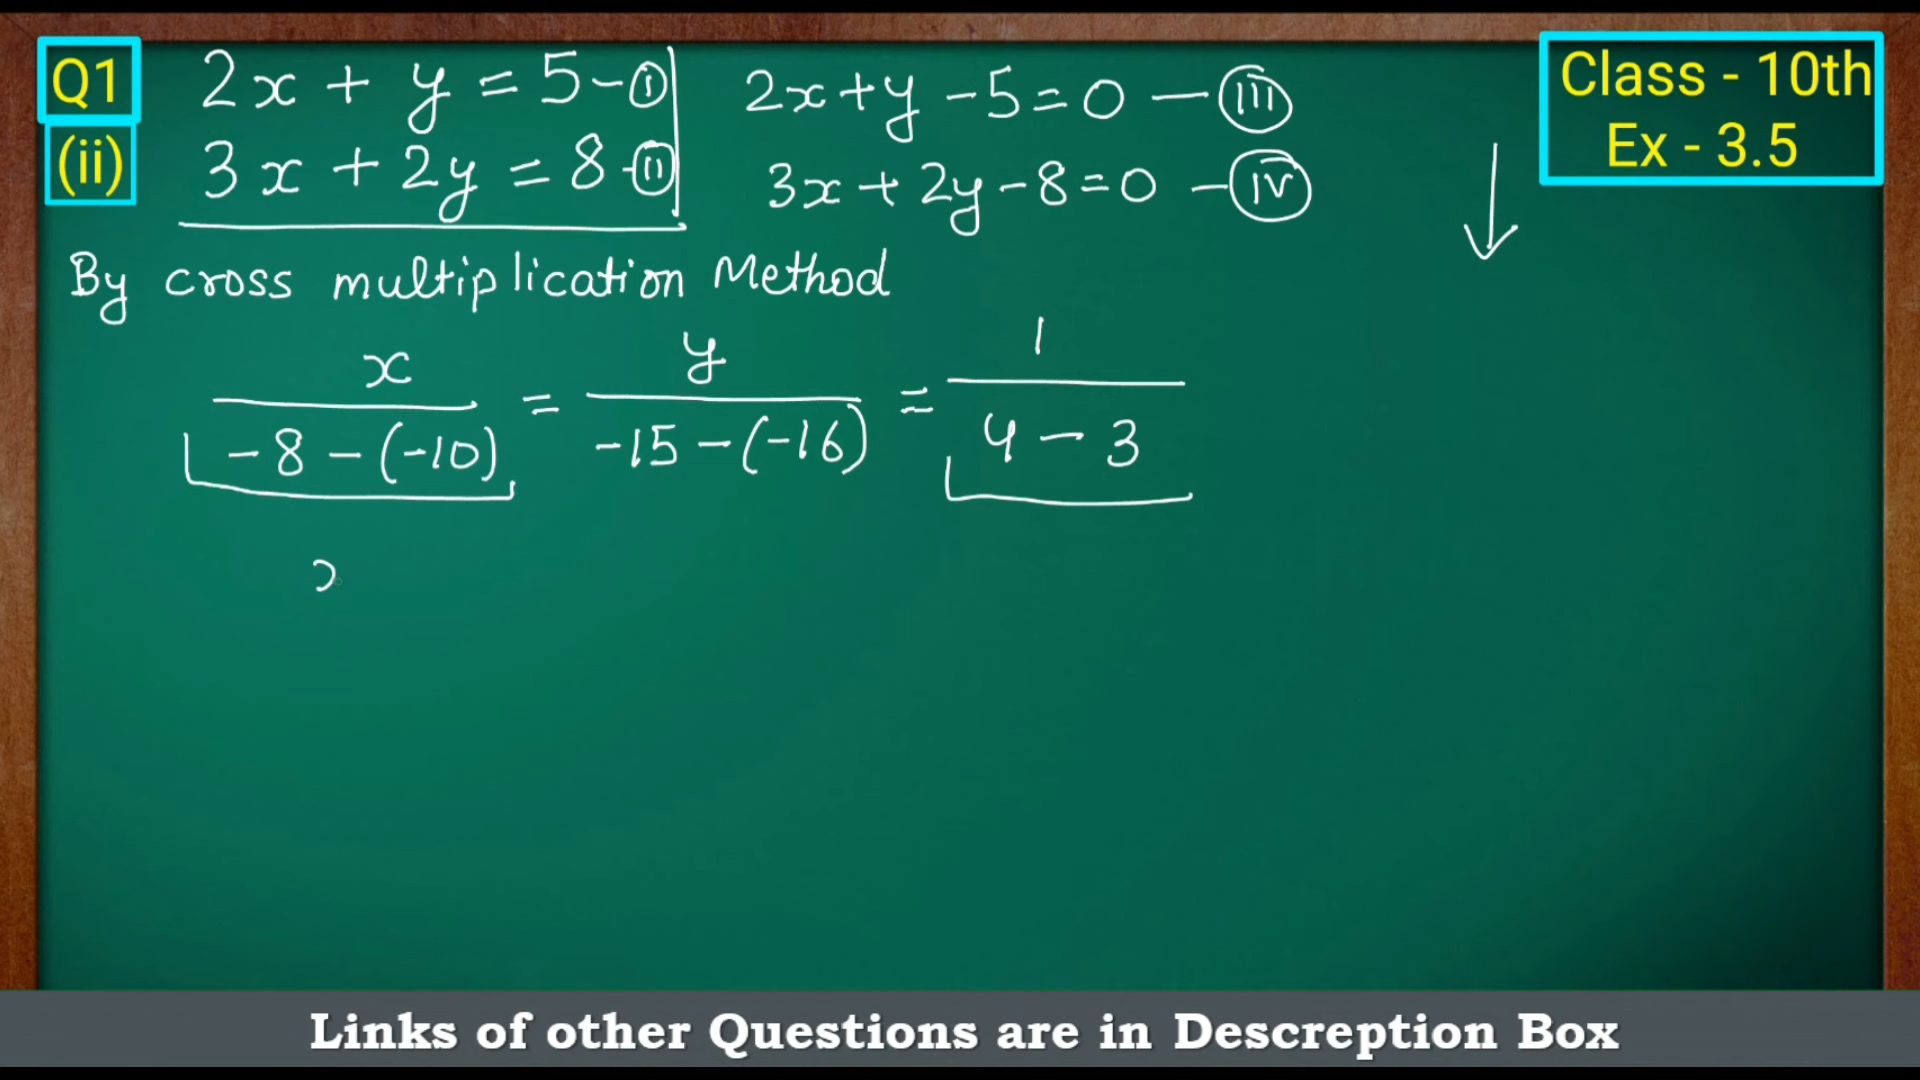 Q1
(ii)
2x + y = 5 - (i)
3x + 2y = 8 - (ii)
2x + y - 5 = 0 - (iii)
3x + 2y - 8 = 0 - (iv)
Class - 10th
Ex - 3.5
By cross multiplication Method
x / -8 - (-10) = y / -15 - (-16) = 1 / 4 - 3
Links of other Questions are in Descreption Box